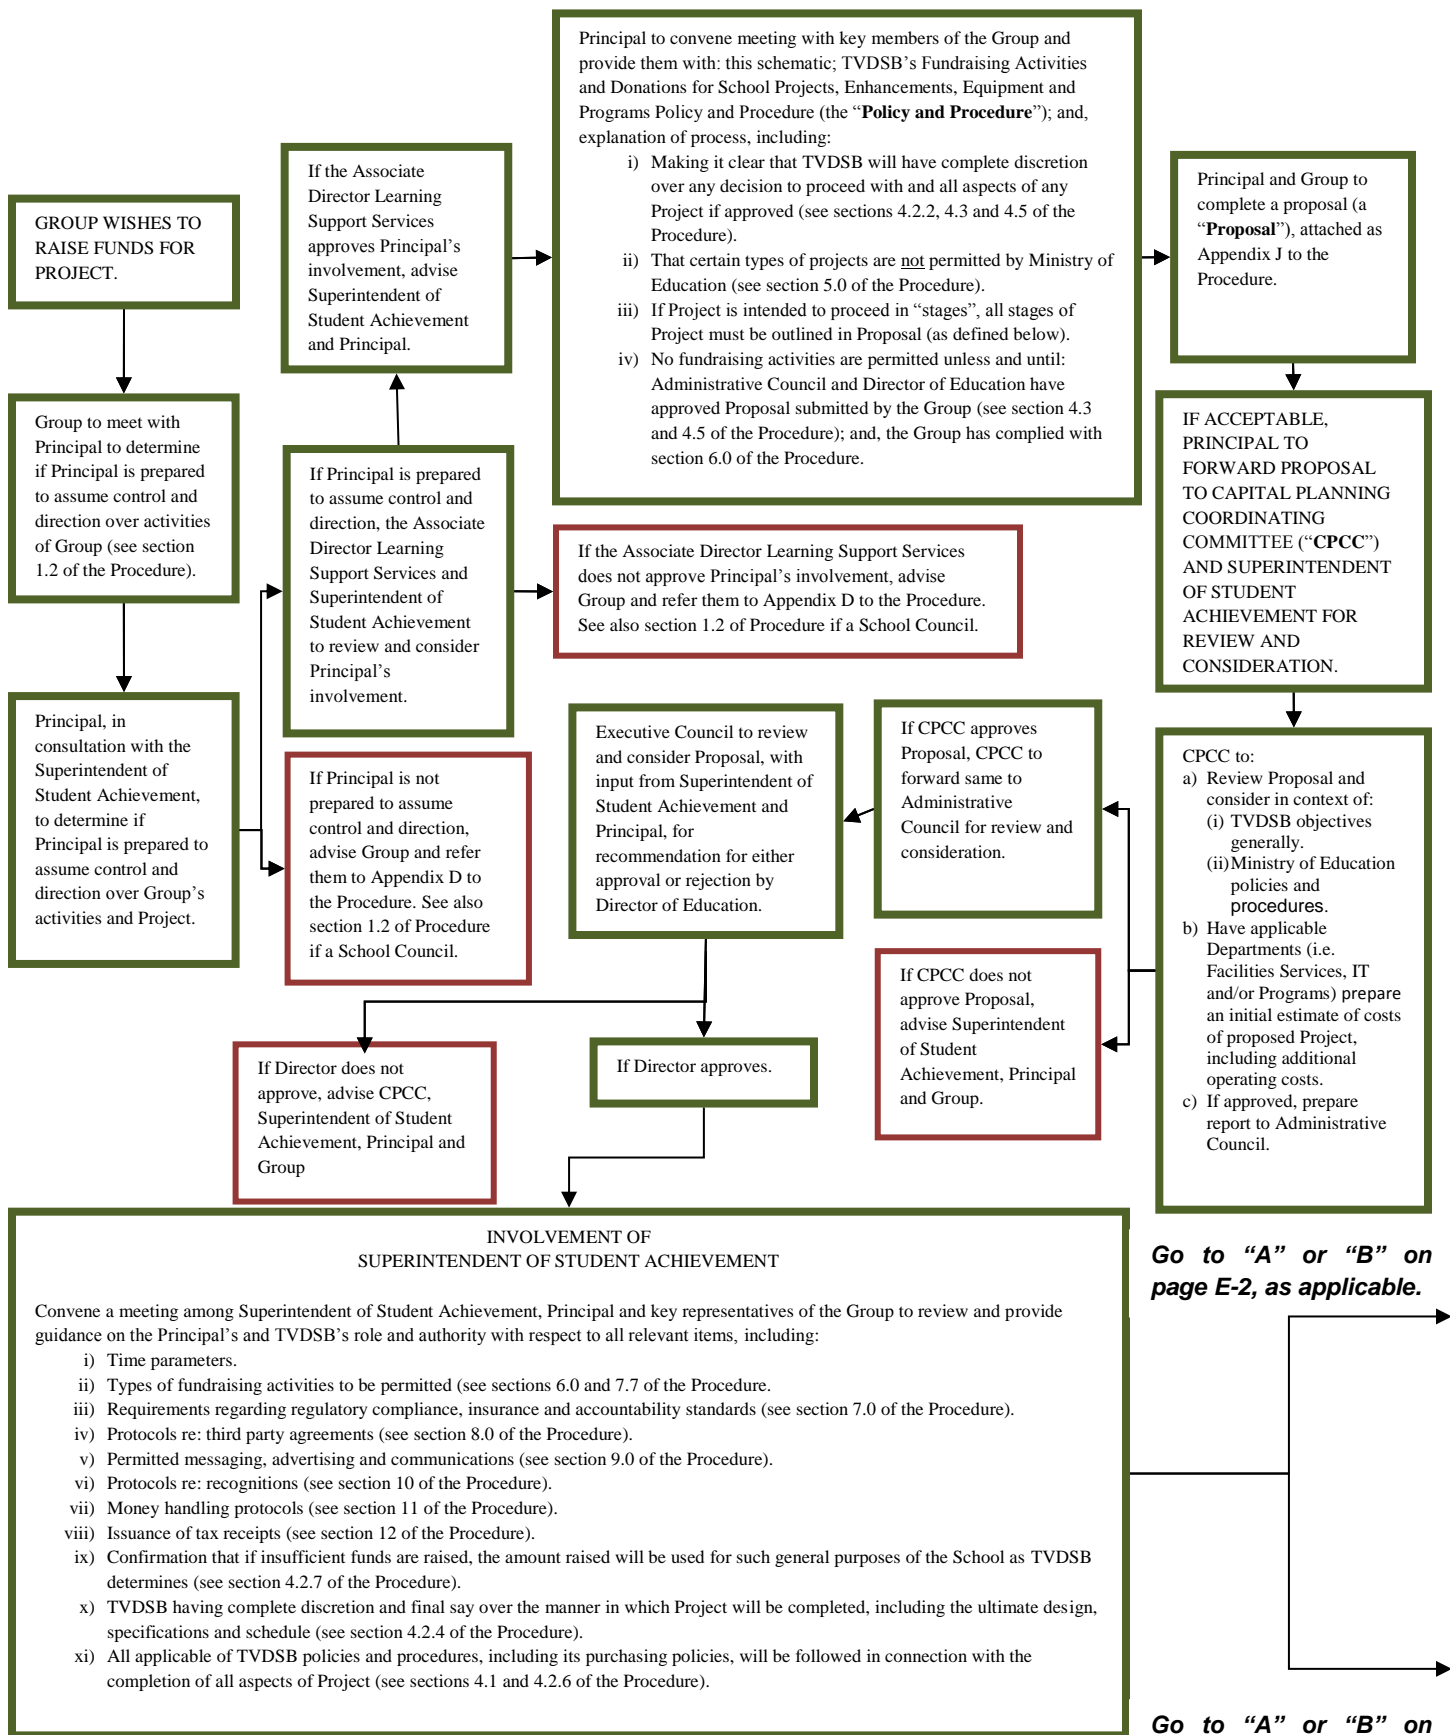 GROUP WISHES TO
RAISE FUNDS FOR
PROJECT.
Group to meet with
Principal to determine
if Principal is prepared
to assume control and
direction over activities
of Group (see section
1.2 of the Procedure).
Principal, in
consultation with the
Superintendent of
Student Achievement,
to determine if
Principal is prepared to
assume control and
direction over Group's
activities and Project.
If the Associate
Director Learning
Support Services
approves Principal's
involvement, advise
Superintendent of
Student Achievement
and Principal.
If Principal is prepared
to assume control and
direction, the Associate
Director Learning
Support Services and
Superintendent of
Student Achievement
to review and consider
Principal's
involvement.
If Principal is not
prepared to assume
control and direction,
advise Group and refer
them to Appendix D to
the Procedure. See also
section 1.2 of Procedure
if a School Council.
Principal to convene meeting with key members of the Group and
provide them with: this schematic; TVDSB's Fundraising Activities
and Donations for School Projects, Enhancements, Equipment and
Programs Policy and Procedure (the “Policy and Procedure”); and,
explanation of process, including:
i) Making it clear that TVDSB will have complete discretion
over any decision to proceed with and all aspects of any
Project if approved (see sections 4.2.2, 4.3 and 4.5 of the
Procedure).
ii) That certain types of projects are not permitted by Ministry of
Education (see section 5.0 of the Procedure).
iii) If Project is intended to proceed in “stages”, all stages of
Project must be outlined in Proposal (as defined below).
iv) No fundraising activities are permitted unless and until:
Administrative Council and Director of Education have
approved Proposal submitted by the Group (see section 4.3
and 4.5 of the Procedure); and, the Group has complied with
section 6.0 of the Procedure.
If the Associate Director Learning Support Services
does not approve Principal's involvement, advise
Group and refer them to Appendix D to the Procedure.
See also section 1.2 of Procedure if a School Council.
Principal and Group to
complete a proposal (a
“Proposal”), attached as
Appendix J to the
Procedure.
IF ACCEPTABLE,
PRINCIPAL TO
FORWARD PROPOSAL
TO CAPITAL PLANNING
COORDINATING
COMMITTEE (“CPCC”)
AND SUPERINTENDENT
OF STUDENT
ACHIEVEMENT FOR
REVIEW AND
CONSIDERATION.
CPCC to:
a) Review Proposal and
consider in context of:
(i) TVDSB objectives
generally.
(ii) Ministry of Education
policies and
procedures.
b) Have applicable
Departments (i.e.
Facilities Services, IT
and/or Programs) prepare
an initial estimate of costs
of proposed Project,
including additional
operating costs.
c) If approved, prepare
report to Administrative
Council.
If CPCC approves
Proposal, CPCC to
forward same to
Administrative
Council for review and
consideration.
If CPCC does not
approve Proposal,
advise Superintendent
of Student
Achievement, Principal
and Group.
Executive Council to review
and consider Proposal, with
input from Superintendent of
Student Achievement and
Principal, for
recommendation for either
approval or rejection by
Director of Education.
If Director does not
approve, advise CPCC,
Superintendent of Student
Achievement, Principal and
Group
If Director approves.
INVOLVEMENT OF
SUPERINTENDENT OF STUDENT ACHIEVEMENT
Convene a meeting among Superintendent of Student Achievement, Principal and key representatives of the Group to review and provide
guidance on the Principal's and TVDSB's role and authority with respect to all relevant items, including:
i) Time parameters.
ii) Types of fundraising activities to be permitted (see sections 6.0 and 7.7 of the Procedure.
iii) Requirements regarding regulatory compliance, insurance and accountability standards (see section 7.0 of the Procedure).
iv) Protocols re: third party agreements (see section 8.0 of the Procedure).
v) Permitted messaging, advertising and communications (see section 9.0 of the Procedure).
vi) Protocols re: recognitions (see section 10 of the Procedure).
vii) Money handling protocols (see section 11 of the Procedure).
viii) Issuance of tax receipts (see section 12 of the Procedure).
ix) Confirmation that if insufficient funds are raised, the amount raised will be used for such general purposes of the School as TVDSB
determines (see section 4.2.7 of the Procedure).
x) TVDSB having complete discretion and final say over the manner in which Project will be completed, including the ultimate design,
specifications and schedule (see section 4.2.4 of the Procedure).
xi) All applicable of TVDSB policies and procedures, including its purchasing policies, will be followed in connection with the
completion of all aspects of Project (see sections 4.1 and 4.2.6 of the Procedure).
Go to “A” or “B” on
page E-2, as applicable.
Go to “A” or “B” on